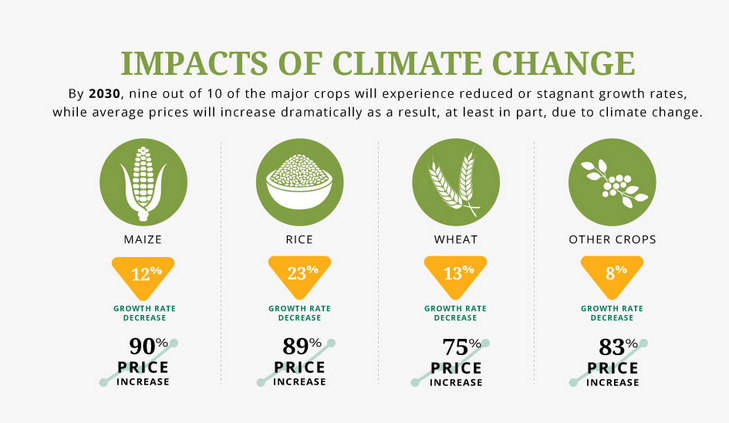 IMPACTS OF CLIMATE CHANGE
By 2030, nine out of 10 of the major crops will experience reduced or stagnant growth rates,
while average prices will increase dramatically as a result, at least in part, due to climate change.
MAIZE
12%
GROWTH RATE
DECREASE
90%
PRICE
INCREASE
RICE
23%
GROWTH RATE
DECREASE
89%
PRICE
INCREASE
WHEAT
13%
GROWTH RATE
DECREASE
75%
PRICE
INCREASE
OTHER CROPS
8%
GROWTH RATE
DECREASE
83%
PRICE
INCREASE